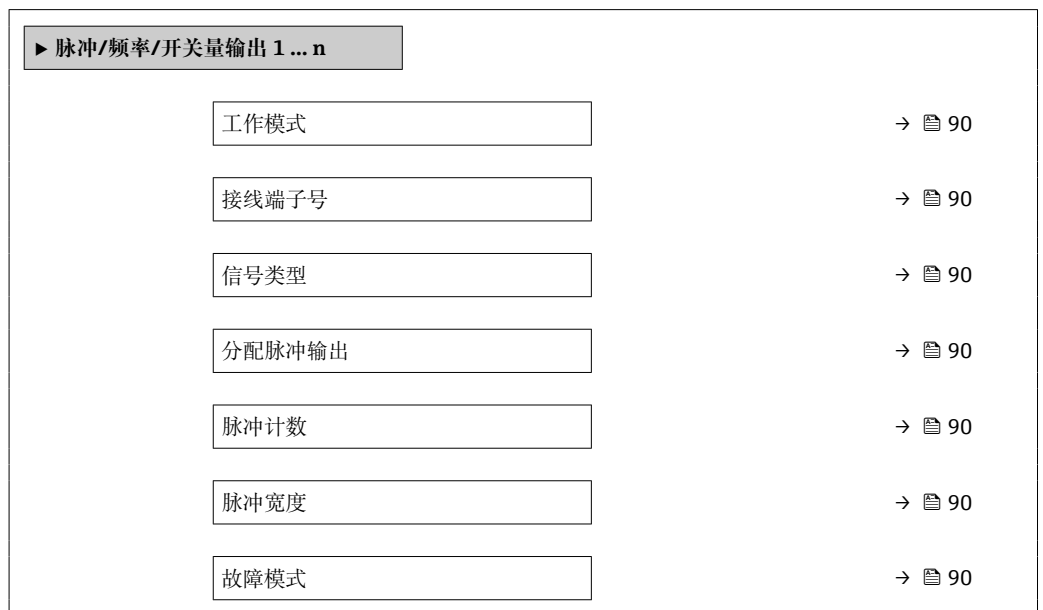 ▶ 脉冲/频率/开关量输出 1 ... n
工作模式 → 90
接线端子号 → 90
信号类型 → 90
分配脉冲输出 → 90
脉冲计数 → 90
脉冲宽度 → 90
故障模式 → 90